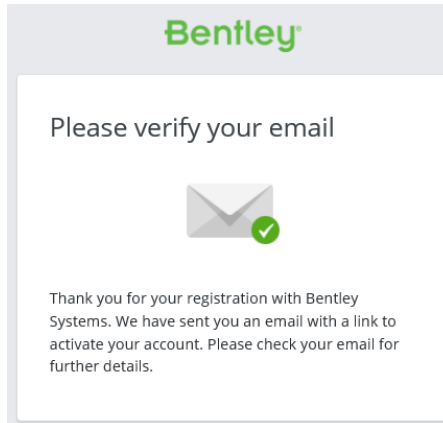 Bentley®
Please verify your email
Thank you for your registration with Bentley
Systems. We have sent you an email with a link to
activate your account. Please check your email for
further details.